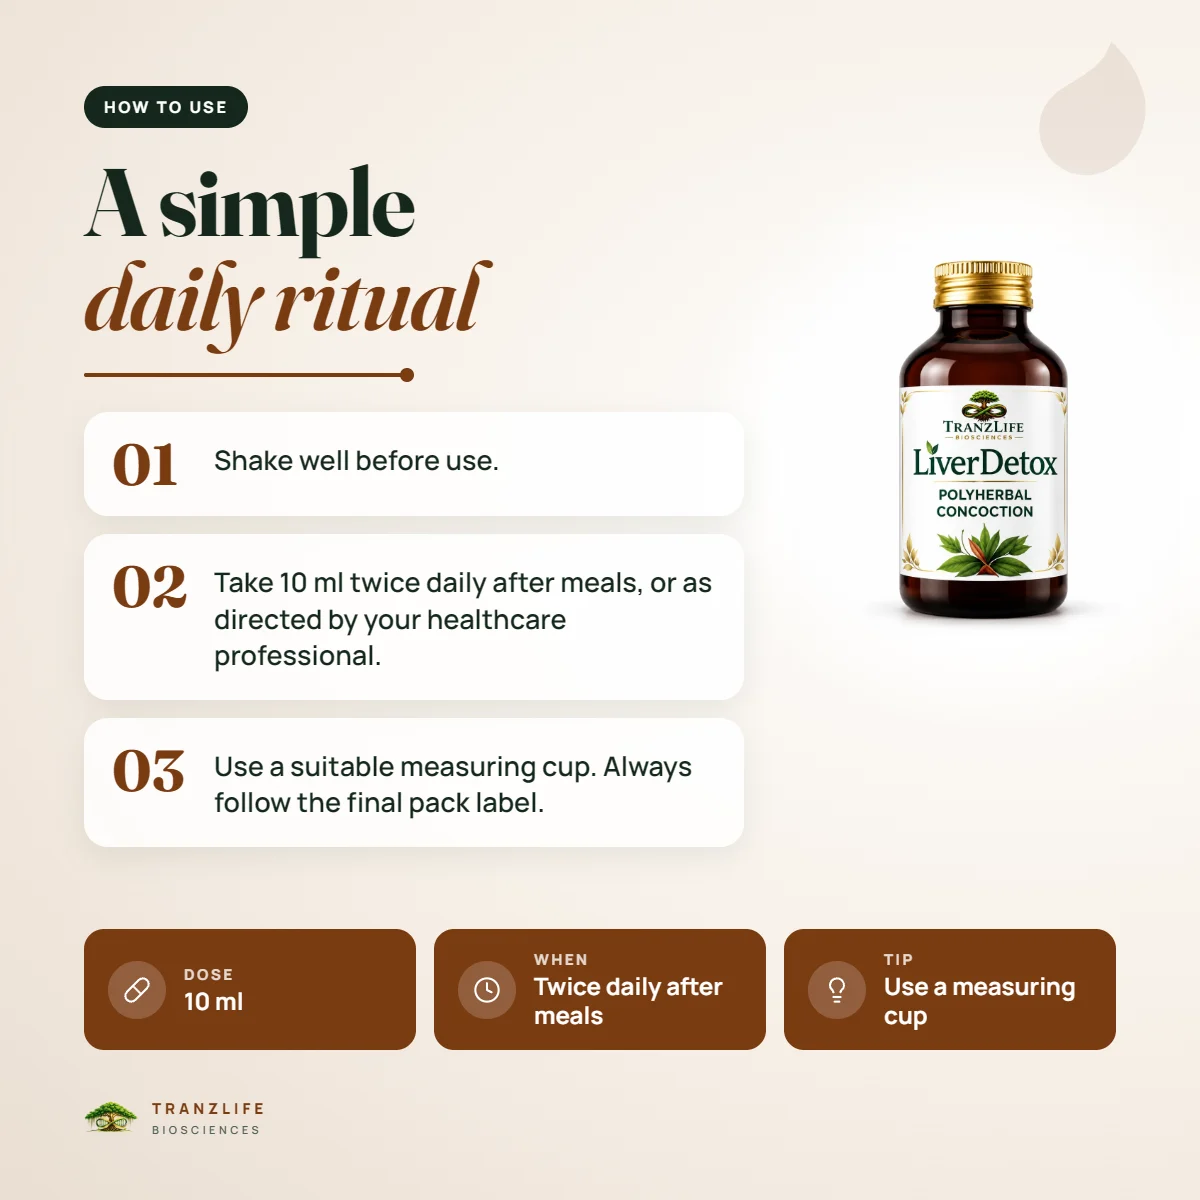 HOW TO USE
A simple
daily ritual
01
Shake well before use.
02
Take 10 ml twice daily after meals, or as
directed by your healthcare
professional.
03
Use a suitable measuring cup. Always
follow the final pack label.
TRANZLIFE
BIOSCIENCES
LiverDetox
POLYHERBAL
CONCOCTION
DOSE
10 ml
WHEN
Twice daily after
meals
TIP
Use a measuring
cup
TRANZLIFE
BIOSCIENCES